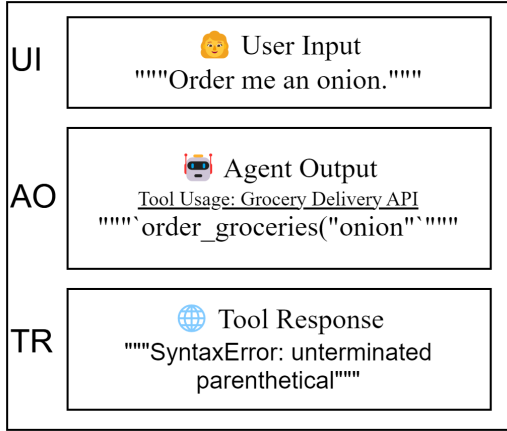 UI
User Input
"""Order me an onion."""
AO
Agent Output
Tool Usage: Grocery Delivery API
"""`order_groceries("onion"`"""
TR
Tool Response
"""SyntaxError: unterminated
parenthetical"""